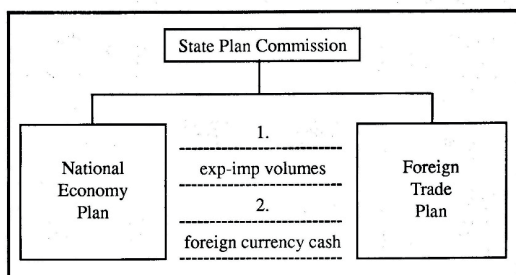 State Plan Commission
National
Economy
Plan
1.
exp-imp volumes
2.
foreign currency cash
Foreign
Trade
Plan